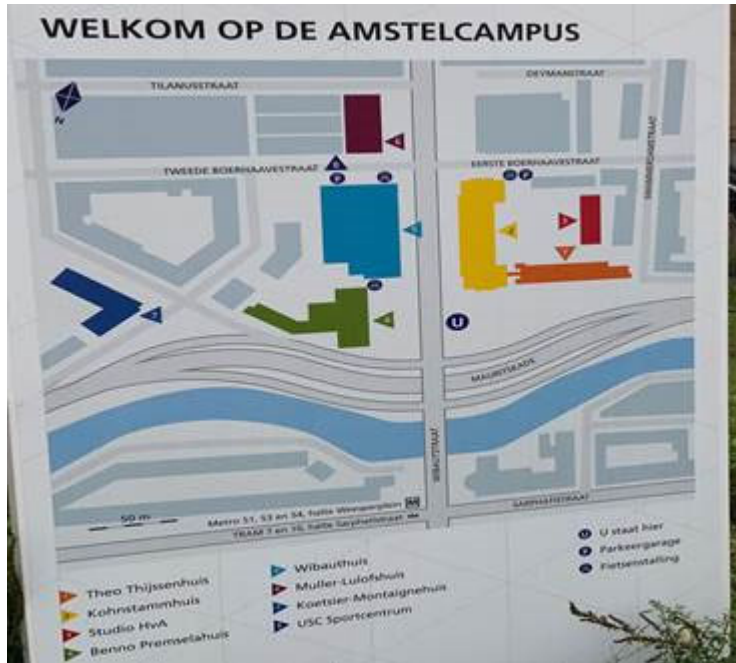 WELKOM OP DE AMSTELCAMPUS
TILANUSSTRAAT
DEYMANSTRAAT
N
TWEEDE BOERHAAVESTRAAT
EERSTE BOERHAAVESTRAAT
U
MAURITSKADE
WIBAUTSTRAAT
SARPHATISTRAAT
50 m
Metro 51, 53 en 54, halte Weesperplein
TRAM 7 en 10, halte Sarphatistraat
Theo Thijssenhuis
Kohnstammhuis
Studio HvA
Benno Premselahuis
Wibauthuis
Muller-Lulofshuis
Koetsier-Montaignehuis
USC Sportcentrum
U U staat hier
P Parkeergarage
Fietsenstalling